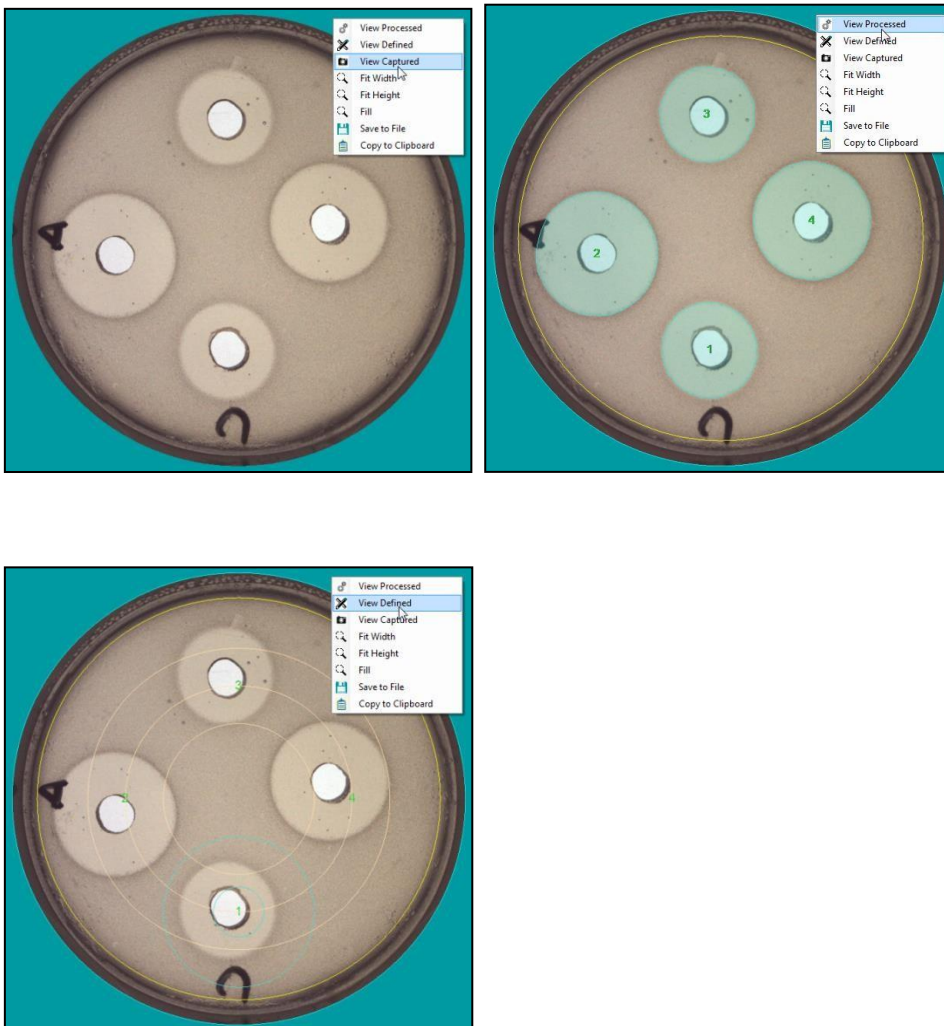 View Processed
View Defined
View Captured
Fit Width
Fit Height
Fill
Save to File
Copy to Clipboard
3
4
2
1
View Processed
View Defined
View Captured
Fit Width
Fit Height
Fill
Save to File
Copy to Clipboard
3
2
4
1
View Processed
View Defined
View Captured
Fit Width
Fit Height
Fill
Save to File
Copy to Clipboard